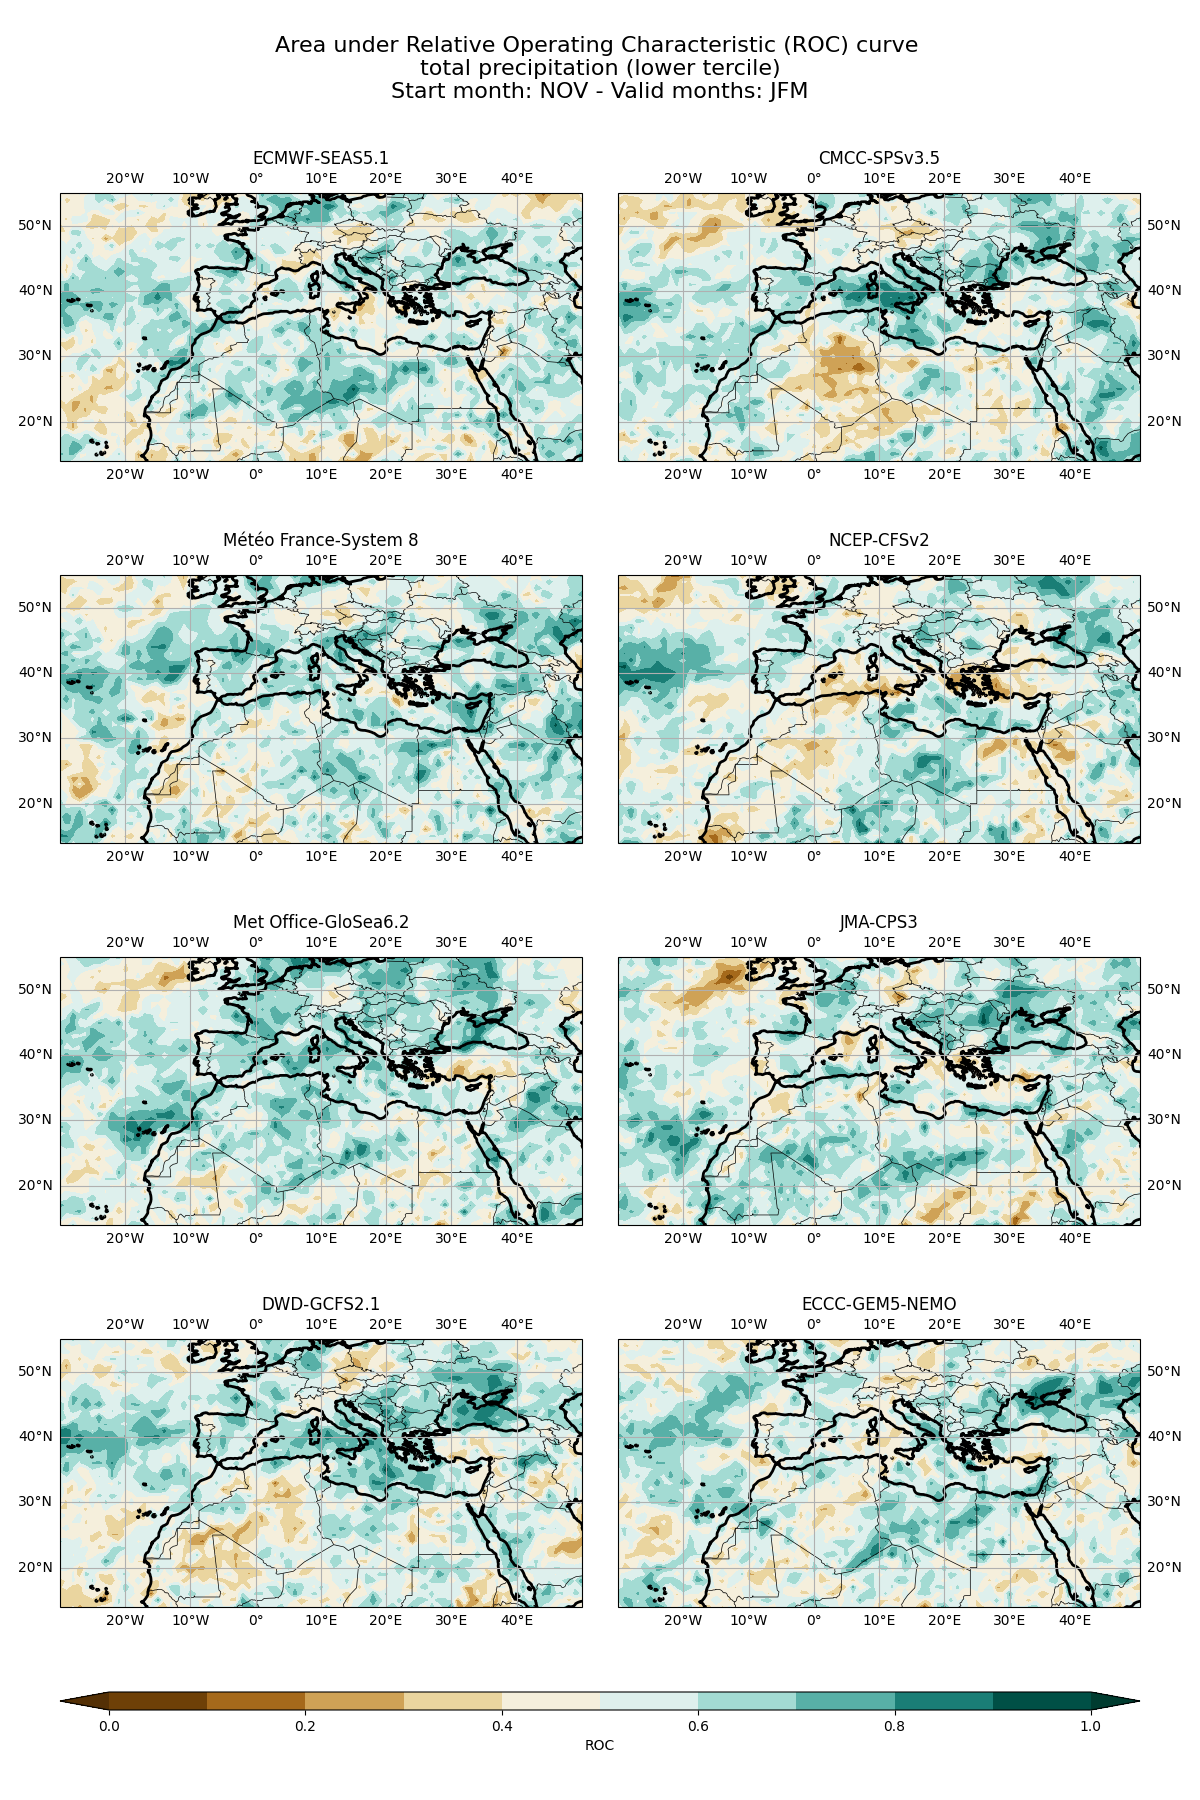 Area under Relative Operating Characteristic (ROC) curve
total precipitation (lower tercile)
Start month: NOV - Valid months: JFM
ECMWF-SEAS5.1
20°W 10°W 0° 10°E 20°E 30°E 40°E
50°N
40°N
30°N
20°N
20°W 10°W 0° 10°E 20°E 30°E 40°E
CMCC-SPSv3.5
20°W 10°W 0° 10°E 20°E 30°E 40°E
50°N
40°N
30°N
20°N
20°W 10°W 0° 10°E 20°E 30°E 40°E
Météo France-System 8
20°W 10°W 0° 10°E 20°E 30°E 40°E
50°N
40°N
30°N
20°N
20°W 10°W 0° 10°E 20°E 30°E 40°E
NCEP-CFSv2
20°W 10°W 0° 10°E 20°E 30°E 40°E
50°N
40°N
30°N
20°N
20°W 10°W 0° 10°E 20°E 30°E 40°E
Met Office-GloSea6.2
20°W 10°W 0° 10°E 20°E 30°E 40°E
50°N
40°N
30°N
20°N
20°W 10°W 0° 10°E 20°E 30°E 40°E
JMA-CPS3
20°W 10°W 0° 10°E 20°E 30°E 40°E
50°N
40°N
30°N
20°N
20°W 10°W 0° 10°E 20°E 30°E 40°E
DWD-GCFS2.1
20°W 10°W 0° 10°E 20°E 30°E 40°E
50°N
40°N
30°N
20°N
20°W 10°W 0° 10°E 20°E 30°E 40°E
ECCC-GEM5-NEMO
20°W 10°W 0° 10°E 20°E 30°E 40°E
50°N
40°N
30°N
20°N
20°W 10°W 0° 10°E 20°E 30°E 40°E
0.0 0.2 0.4 0.6 0.8 1.0
ROC